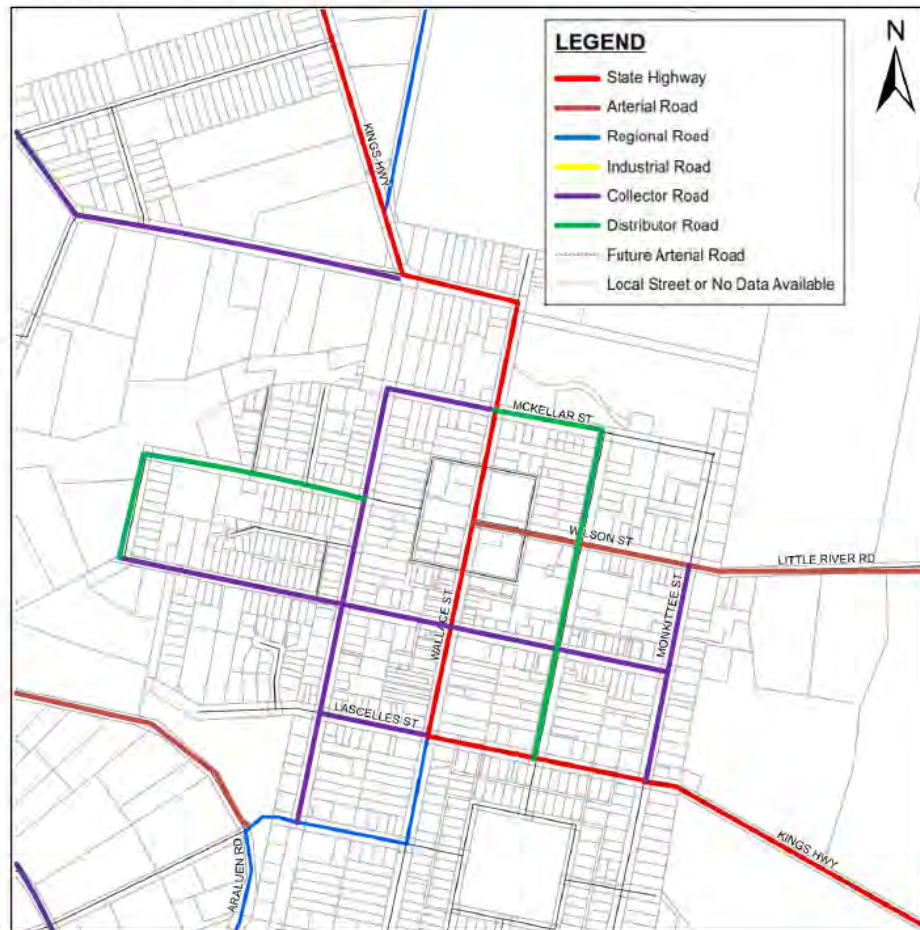 N
LEGEND
State Highway
Arterial Road
Regional Road
Industrial Road
Collector Road
Distributor Road
Future Arterial Road
Local Street or No Data Available
KINGS HWY
MCKELLAR ST
WILSON ST
LITTLE RIVER RD
MONKITTEE ST
WALLACE ST
LASCELLES ST
KINGS HWY
ARALUEN RD